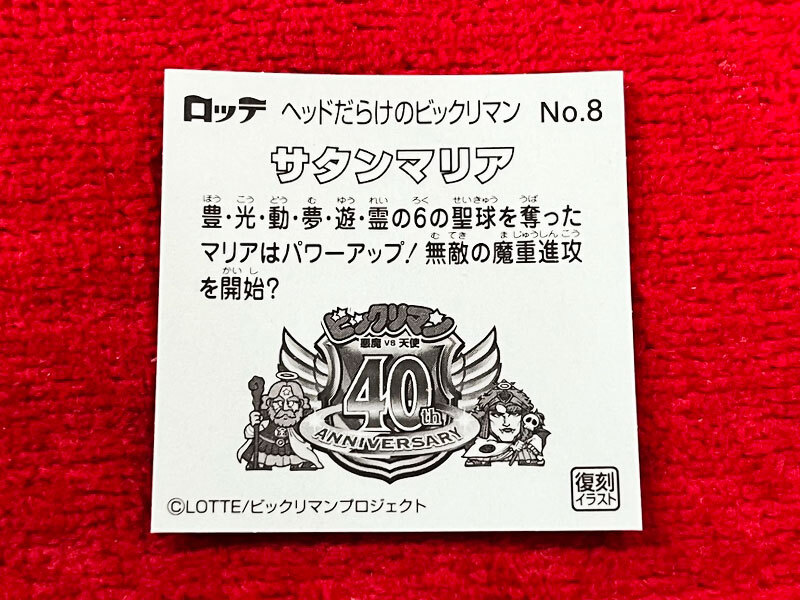 ロッテ ヘッドだらけのビックリマン No.8
サタンマリア
ほう こう どう む ゆう れい ろく せいきゅう うば
豊・光・動・夢・遊・霊の6の聖球を奪った
む てき ま じゅうしん こう
マリアはパワーアップ!無敵の魔重進攻
かい し
を開始?
ビックリマン
悪魔 VS 天使
40th
ANNIVERSARY
復刻
イラスト
©LOTTE/ビックリマンプロジェクト